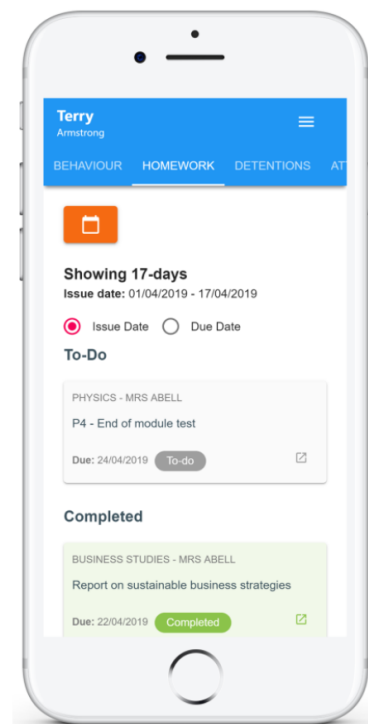 Terry
Armstrong
BEHAVIOUR HOMEWORK DETENTIONS AT
Showing 17-days
Issue date: 01/04/2019 - 17/04/2019
Issue Date Due Date
To-Do
PHYSICS - MRS ABELL
P4 - End of module test
Due: 24/04/2019 To-do
Completed
BUSINESS STUDIES - MRS ABELL
Report on sustainable business strategies
Due: 22/04/2019 Completed